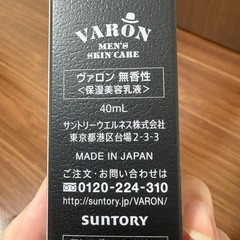 VARON
MEN'S
SKIN CARE
ヴァロン 無香性
<保湿美容乳液>
40mL
サントリーウエルネス株式会社
東京都港区台場2-3-3
MADE IN JAPAN
ご注文・お問い合わせは
0120-224-310
http://suntory.jp/VARON/
SUNTORY